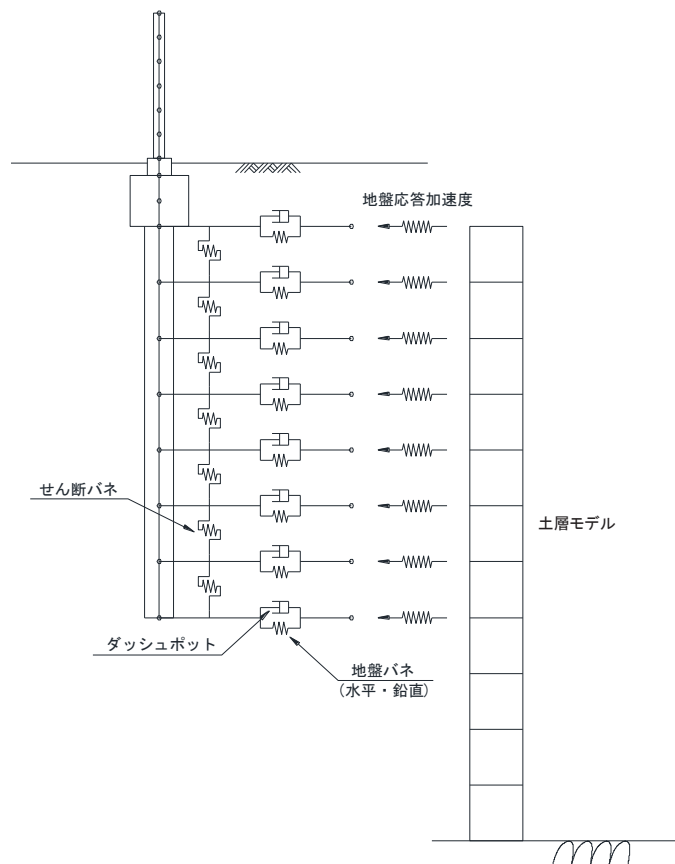 地盤応答加速度
せん断バネ
土層モデル
ダッシュポット
地盤バネ
(水平・鉛直)